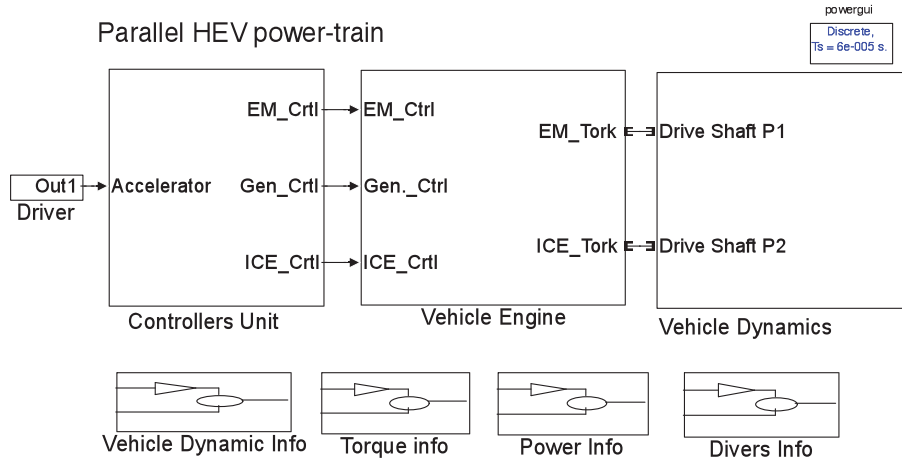 powergui
Parallel HEV power-train
Discrete,
Ts = 6e-005 s.
EM_Crtl
EM_Ctrl
EM_Tork
Drive Shaft P1
Out1
Accelerator
Gen_Crtl
Gen._Ctrl
Driver
ICE_Tork
Drive Shaft P2
ICE_Crtl
ICE_Crtl
Controllers Unit
Vehicle Engine
Vehicle Dynamics
Vehicle Dynamic Info
Torque info
Power Info
Divers Info